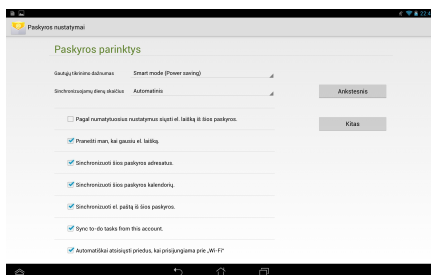 22:4
Paskyros nustatymai
Paskyros parinktys
Gautųjų tikrinimo dažnumas
Smart mode (Power saving)
Sinchronizuojamų dienų skaičius
Automatinis
Ankstesnis
Pagal numatytuosius nustatymus siųsti el. laišką iš šios paskyros.
Kitas
Pranešti man, kai gausiu el. laišką.
Sinchronizuoti šios paskyros adresatus.
Sinchronizuoti šios paskyros kalendorių.
Sinchronizuoti el. paštą iš šios paskyros.
Sync to-do tasks from this account.
Automatiškai atsisiųsti priedus, kai prisijungiama prie „Wi-Fi“